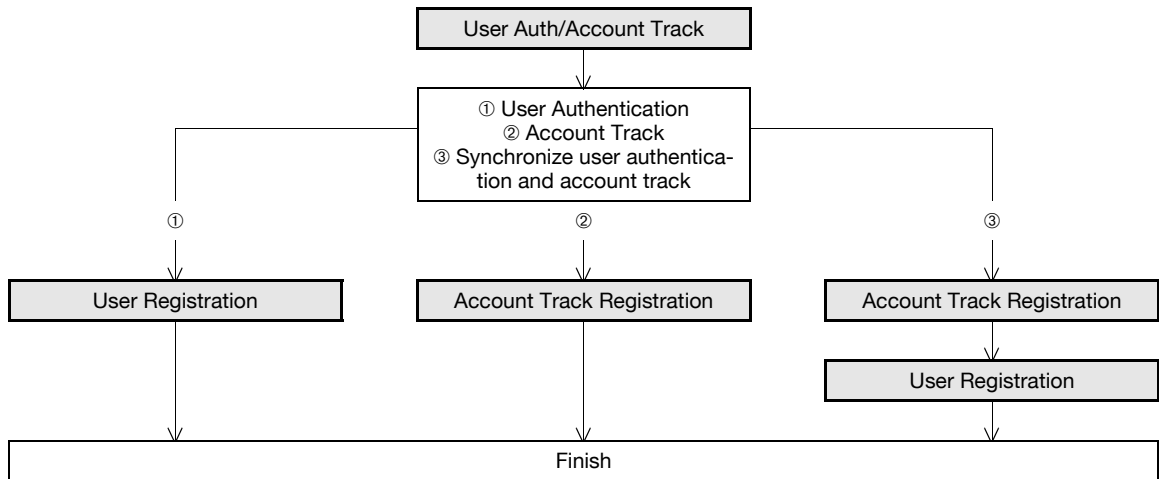 User Auth/Account Track
① User Authentication
② Account Track
③ Synchronize user authentica-
tion and account track
① ② ③
User Registration Account Track Registration Account Track Registration
User Registration
Finish